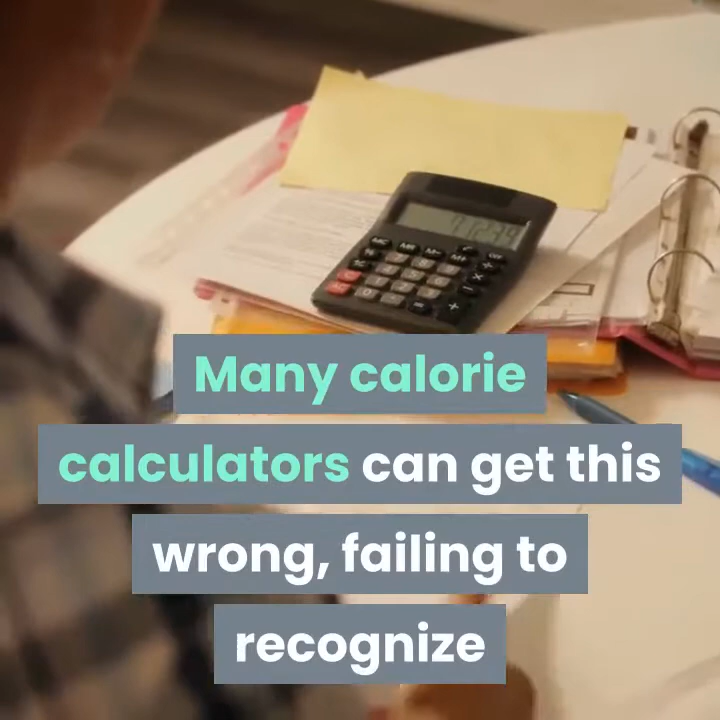 Many calorie
calculators can get this
wrong, failing to
recognize